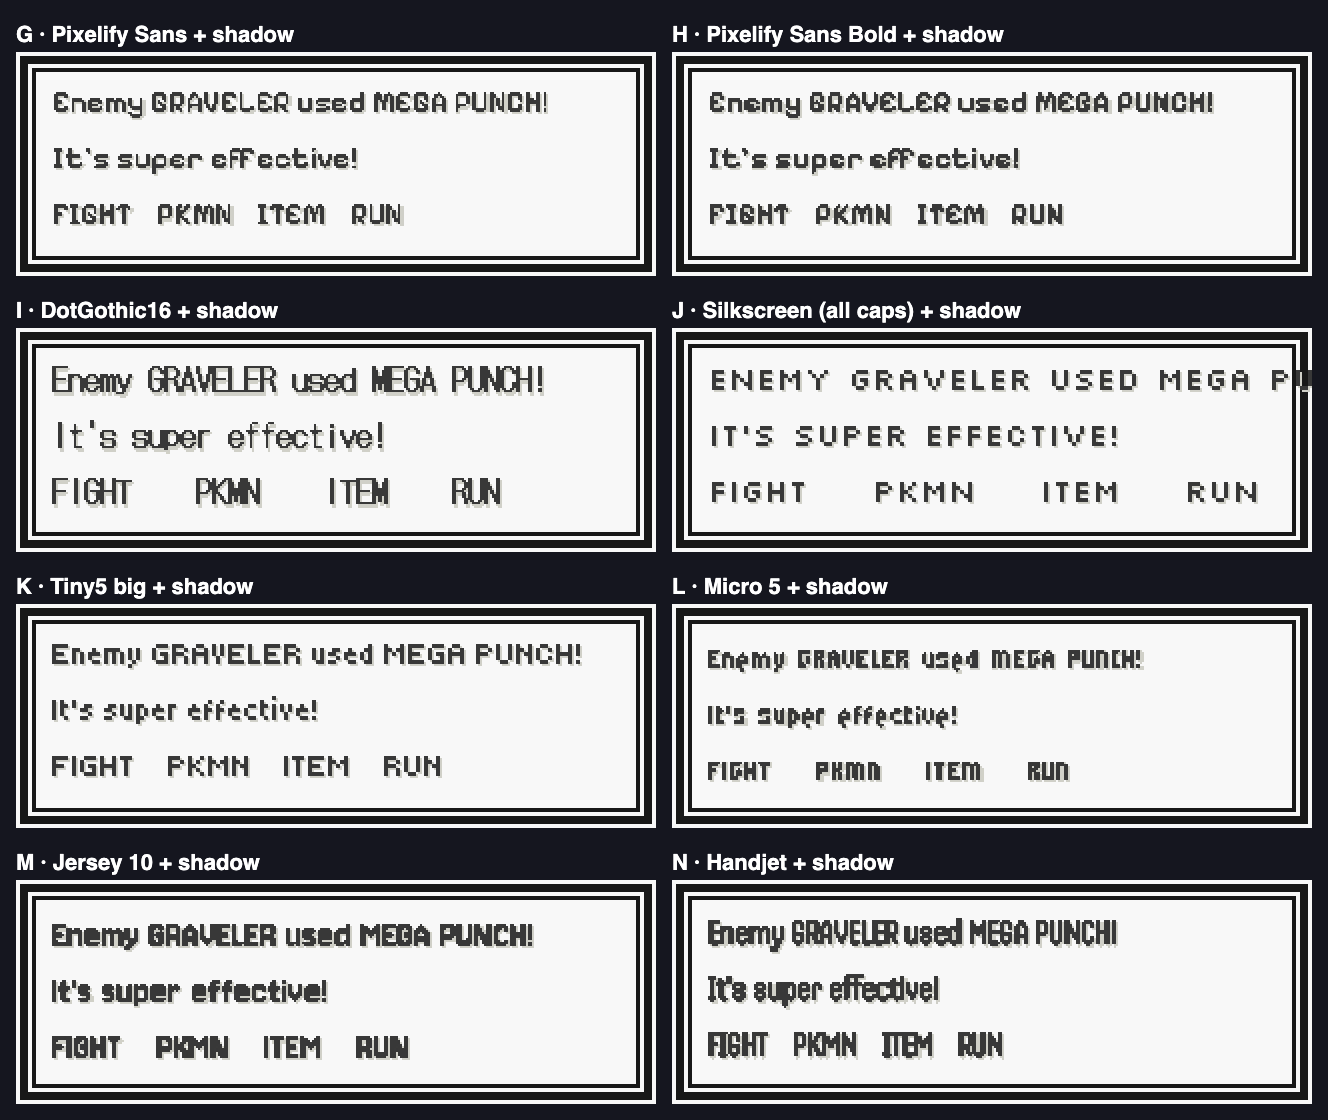 G · Pixelify Sans + shadow
Enemy GRAVELER used MEGA PUNCH!
It's super effective!
FIGHT PKMN ITEM RUN
H · Pixelify Sans Bold + shadow
Enemy GRAVELER used MEGA PUNCH!
It's super effective!
FIGHT PKMN ITEM RUN
I · DotGothic16 + shadow
Enemy GRAVELER used MEGA PUNCH!
It's super effective!
FIGHT PKMN ITEM RUN
J · Silkscreen (all caps) + shadow
ENEMY GRAVELER USED MEGA PU
IT'S SUPER EFFECTIVE!
FIGHT PKMN ITEM RUN
K · Tiny5 big + shadow
Enemy GRAVELER used MEGA PUNCH!
It's super effective!
FIGHT PKMN ITEM RUN
L · Micro 5 + shadow
Enemy GRAVELER used MEGA PUNCH!
It's super effective!
FIGHT PKMN ITEM RUN
M · Jersey 10 + shadow
Enemy GRAVELER used MEGA PUNCH!
It's super effective!
FIGHT PKMN ITEM RUN
N · Handjet + shadow
Enemy GRAVELER used MEGA PUNCH!
It's super effective!
FIGHT PKMN ITEM RUN